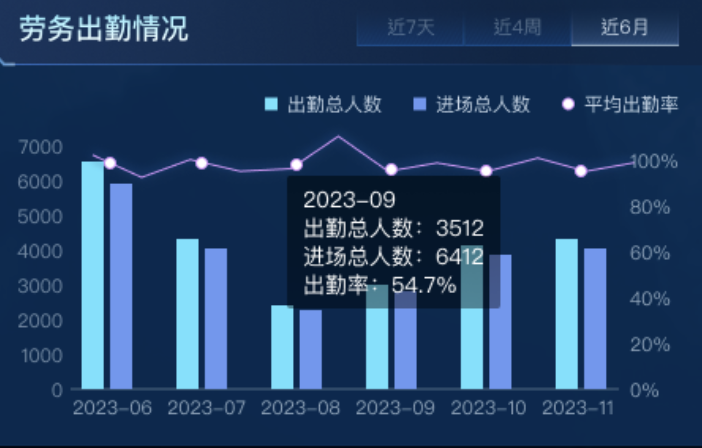 劳务出勤情况
近7天
近4周
近6月
出勤总人数
进场总人数
平均出勤率
7000
6000
5000
4000
3000
2000
1000
0
100%
80%
60%
40%
20%
0%
2023-09
出勤总人数：3512
进场总人数：6412
出勤率：54.7%
2023-06
2023-07
2023-08
2023-09
2023-10
2023-11